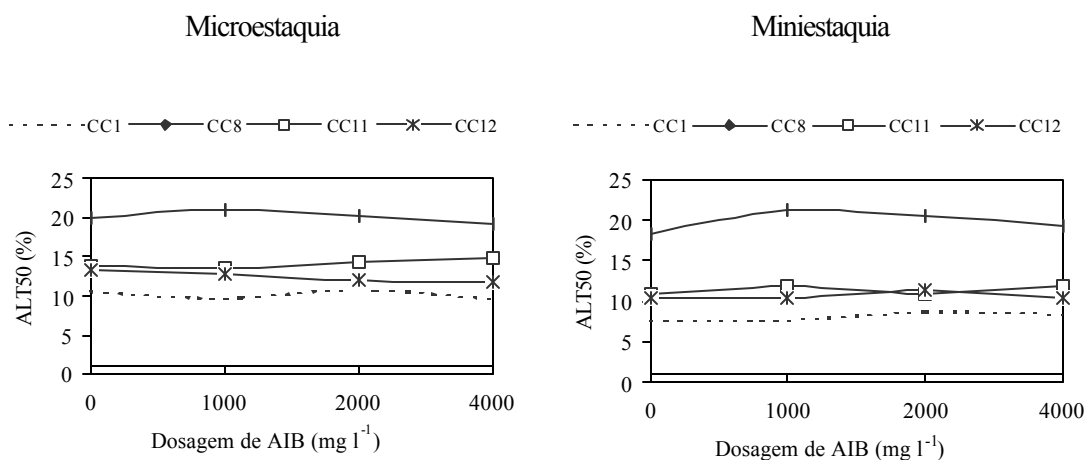 Microestaquia
CC1 CC8 CC11 CC12
ALT50 (%)
25
20
15
10
5
0
0 1000 2000 4000
Dosagem de AIB (mg l⁻¹)
Miniestaquia
CC1 CC8 CC11 CC12
ALT50 (%)
25
20
15
10
5
0
0 1000 2000 4000
Dosagem de AIB (mg l⁻¹)